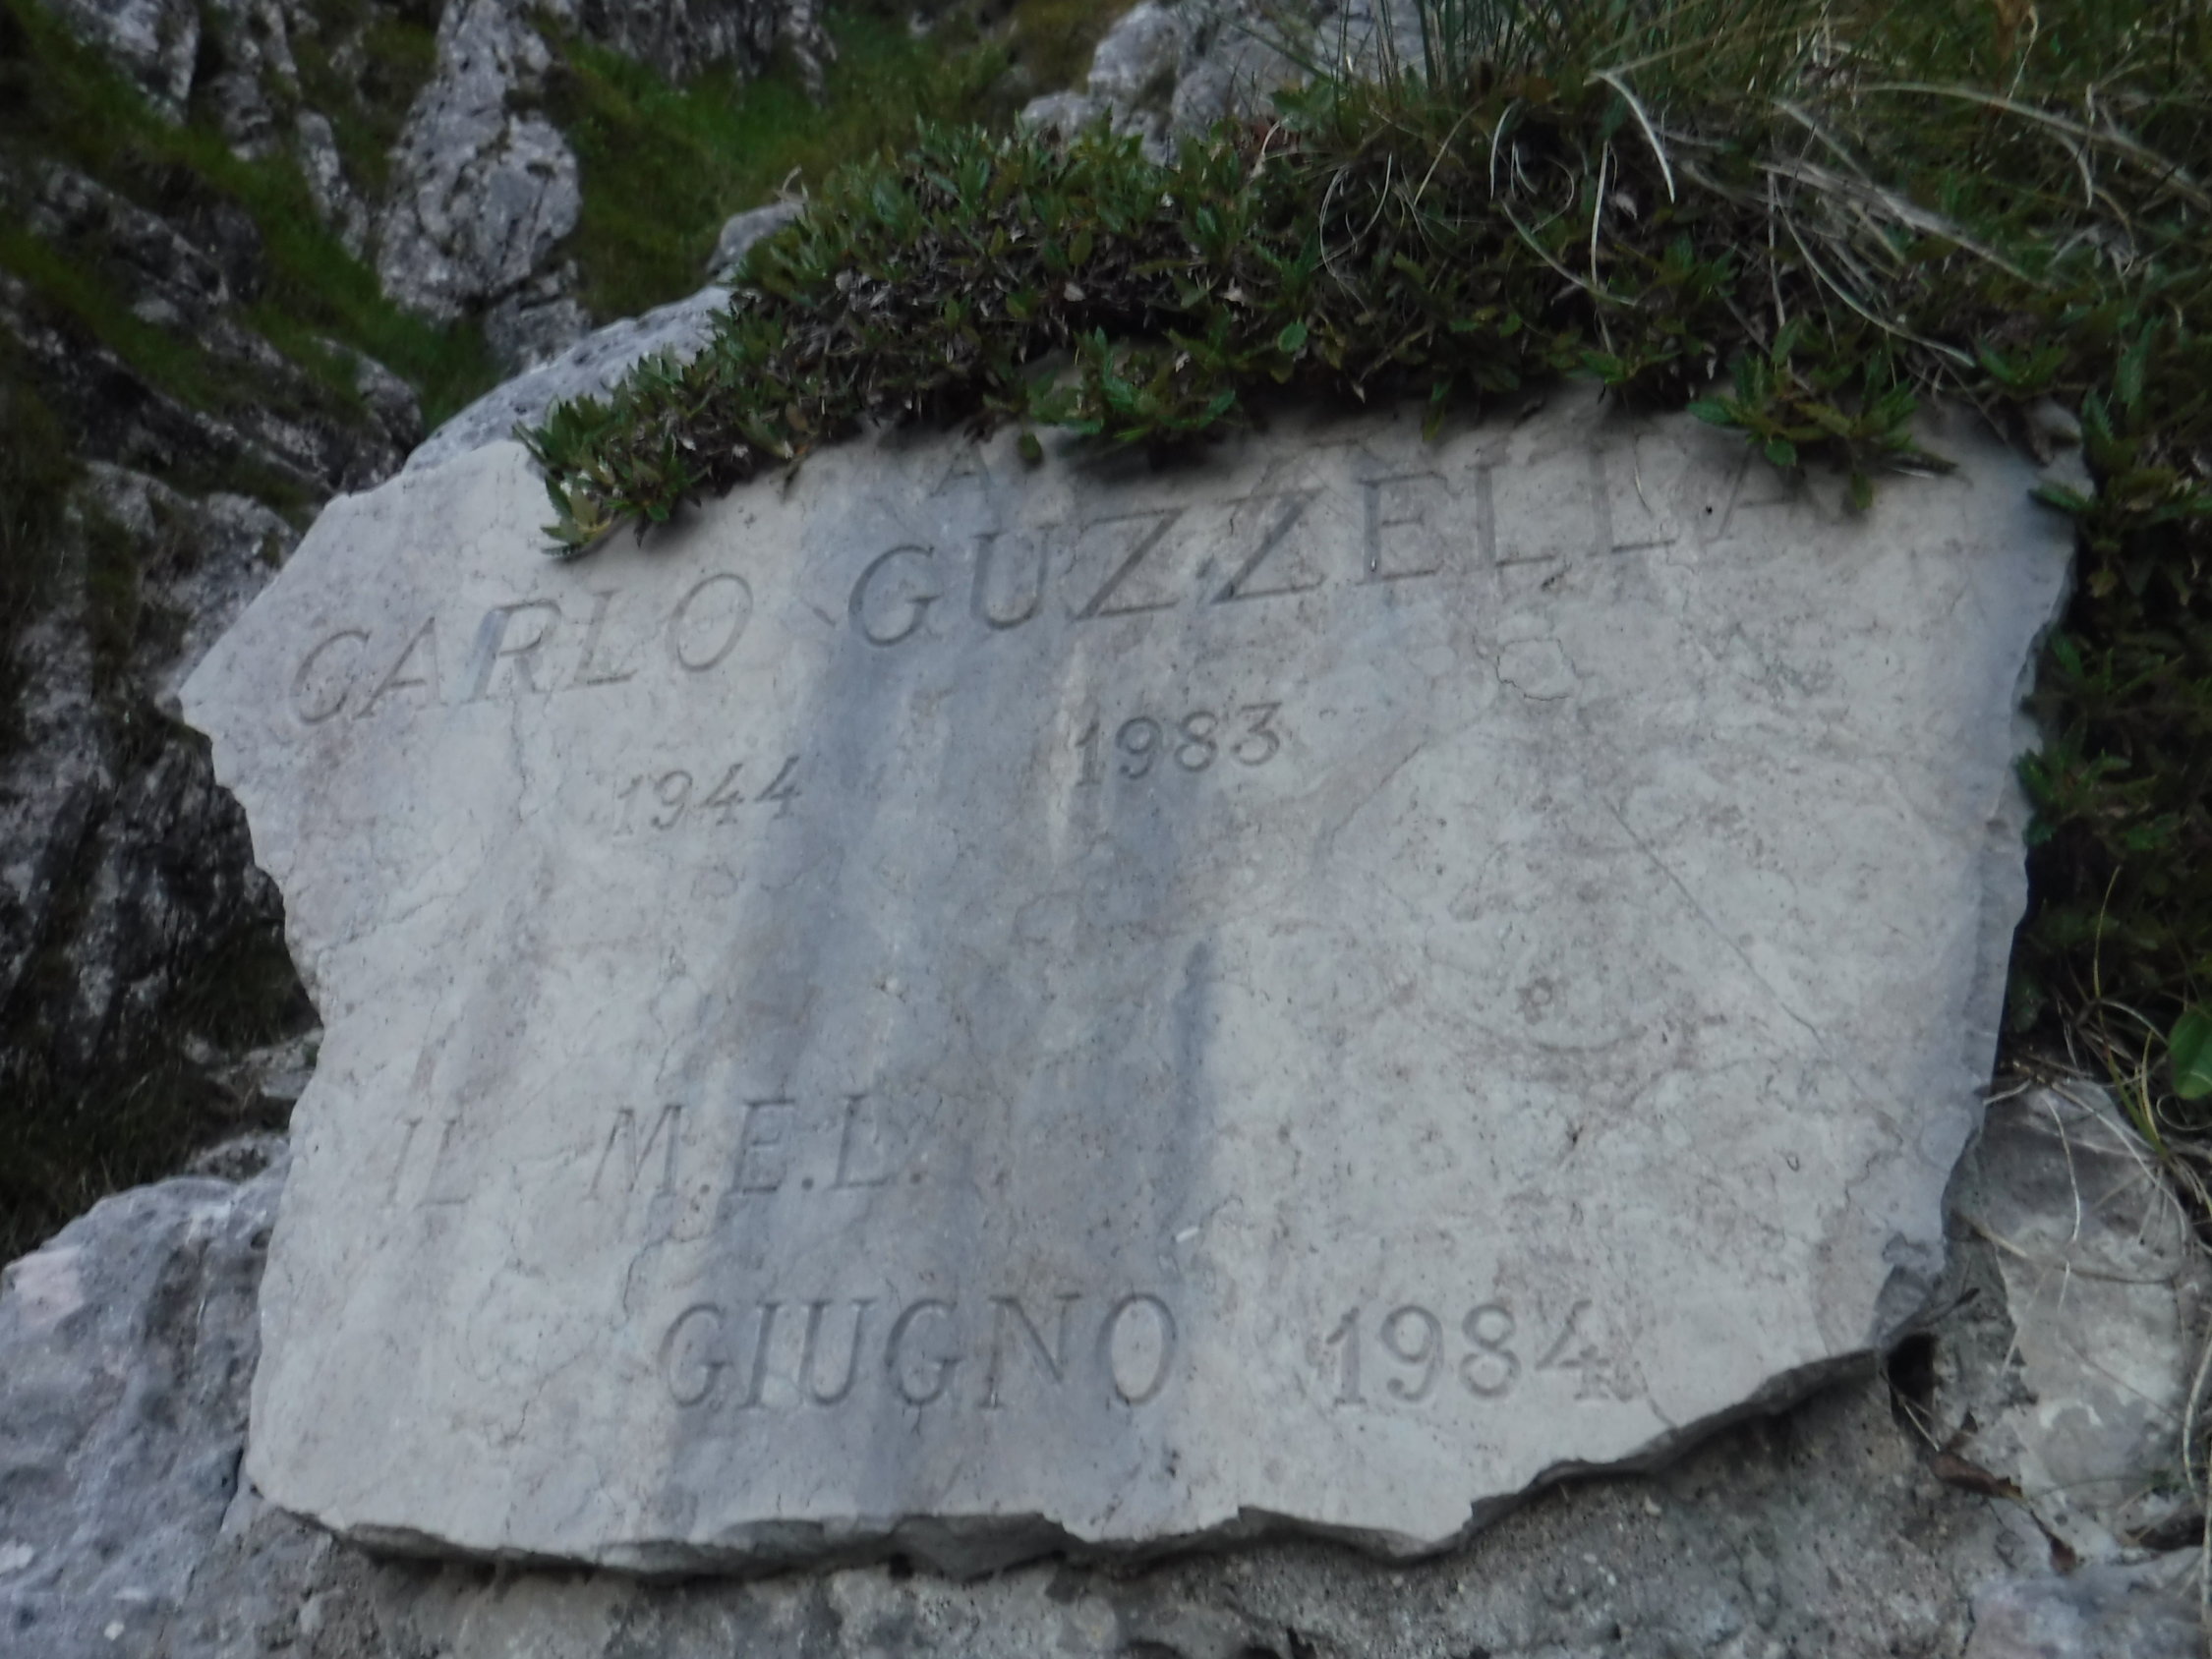 A
CARLO GUZZELLA
1944 1983
IL M.E.L.
GIUGNO 1984